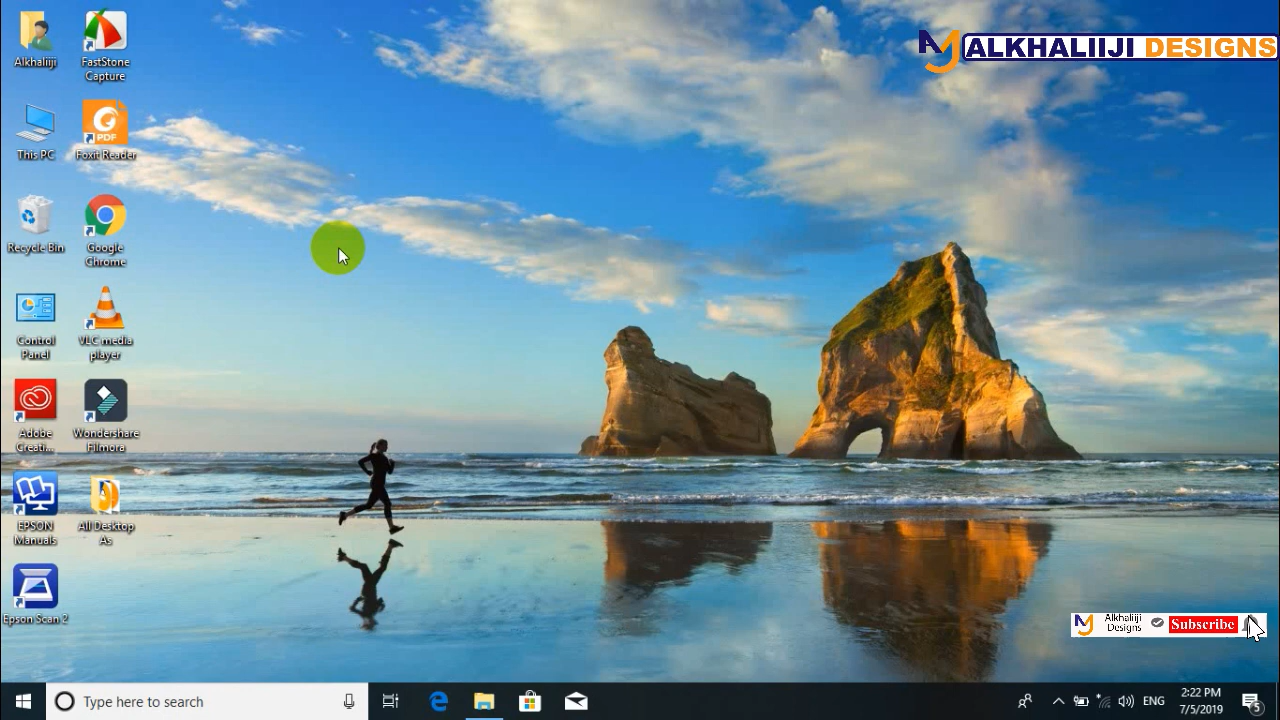 Alkhaliiji
FastStone
Capture
This PC
PDF
Foxit Reader
Recycle Bin
Google
Chrome
Control
Panel
VLC media
player
Adobe
Creati...
Wondershare
Filmora
EPSON
Manuals
All Desktop
As
Epson Scan 2
ALKHALIIJI DESIGNS
Alkhaliiji
Designs
Subscribe
Type here to search
ENG
2:22 PM
7/5/2019
5